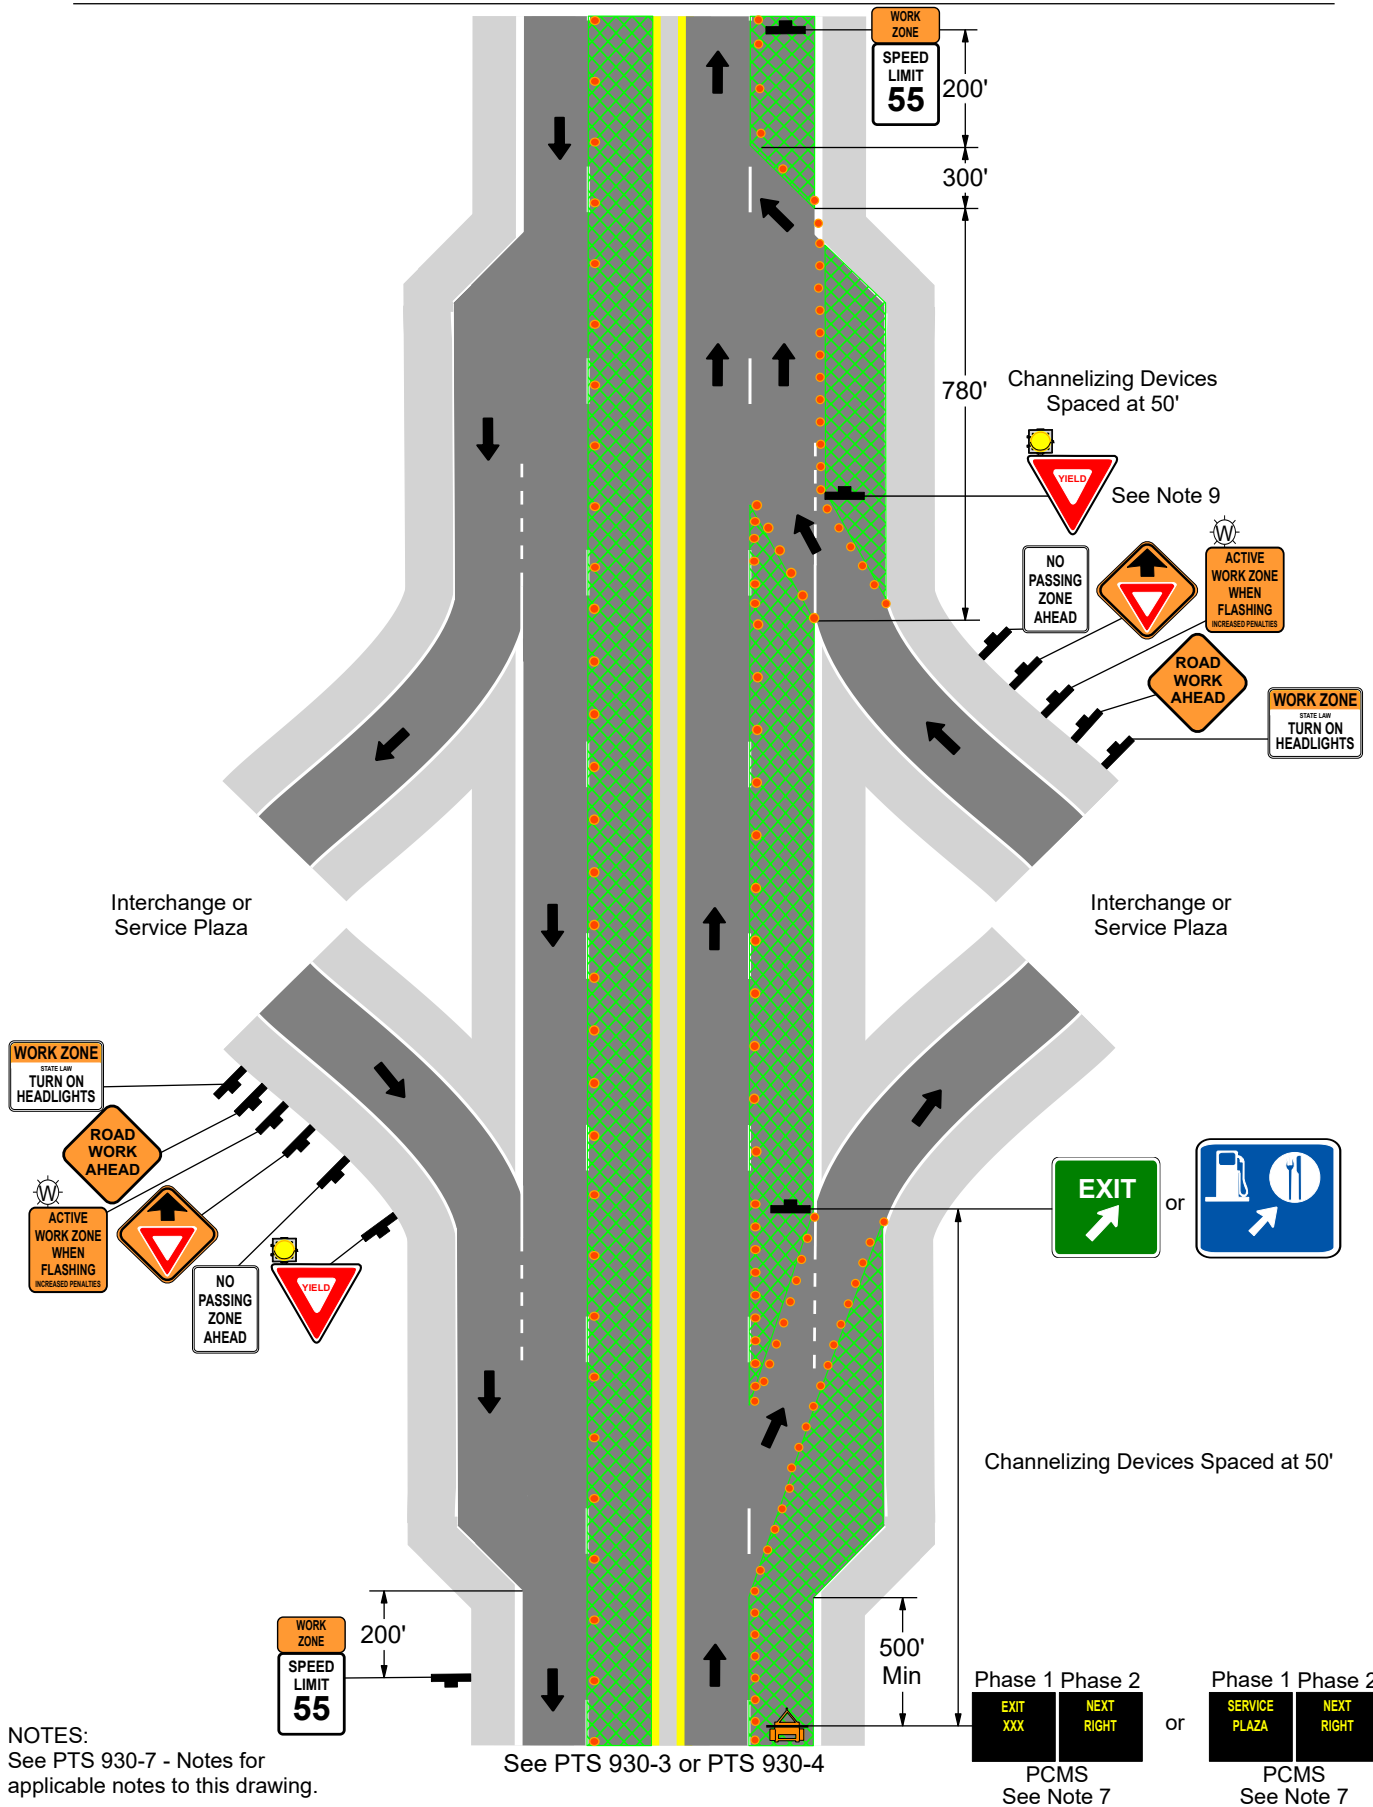 WORK
ZONE
SPEED
LIMIT
55
200'
300'
780'
Channelizing Devices
Spaced at 50'
YIELD
See Note 9
W
NO
PASSING
ZONE
AHEAD
ACTIVE
WORK ZONE
WHEN
FLASHING
INCREASED PENALTIES
ROAD
WORK
AHEAD
WORK ZONE
STATE LAW
TURN ON
HEADLIGHTS
Interchange or
Service Plaza
Interchange or
Service Plaza
WORK ZONE
STATE LAW
TURN ON
HEADLIGHTS
ROAD
WORK
AHEAD
W
ACTIVE
WORK ZONE
WHEN
FLASHING
INCREASED PENALTIES
NO
PASSING
ZONE
AHEAD
YIELD
EXIT
or
Channelizing Devices Spaced at 50'
WORK
ZONE
SPEED
LIMIT
55
200'
500'
Min
Phase 1 Phase 2
EXIT
XXX
NEXT
RIGHT
PCMS
See Note 7
or
Phase 1 Phase 2
SERVICE
PLAZA
NEXT
RIGHT
PCMS
See Note 7
NOTES:
See PTS 930-7 - Notes for
applicable notes to this drawing.
See PTS 930-3 or PTS 930-4